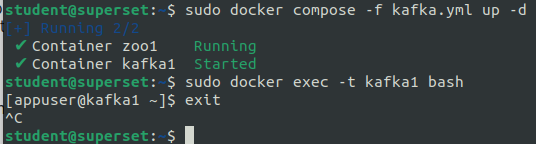 student@superset:~$ sudo docker compose -f kafka.yml up -d
[+] Running 2/2
✔ Container zoo1 Running
✔ Container kafka1 Started
student@superset:~$ sudo docker exec -t kafka1 bash
[appuser@kafka1 ~]$ exit
^C
student@superset:~$